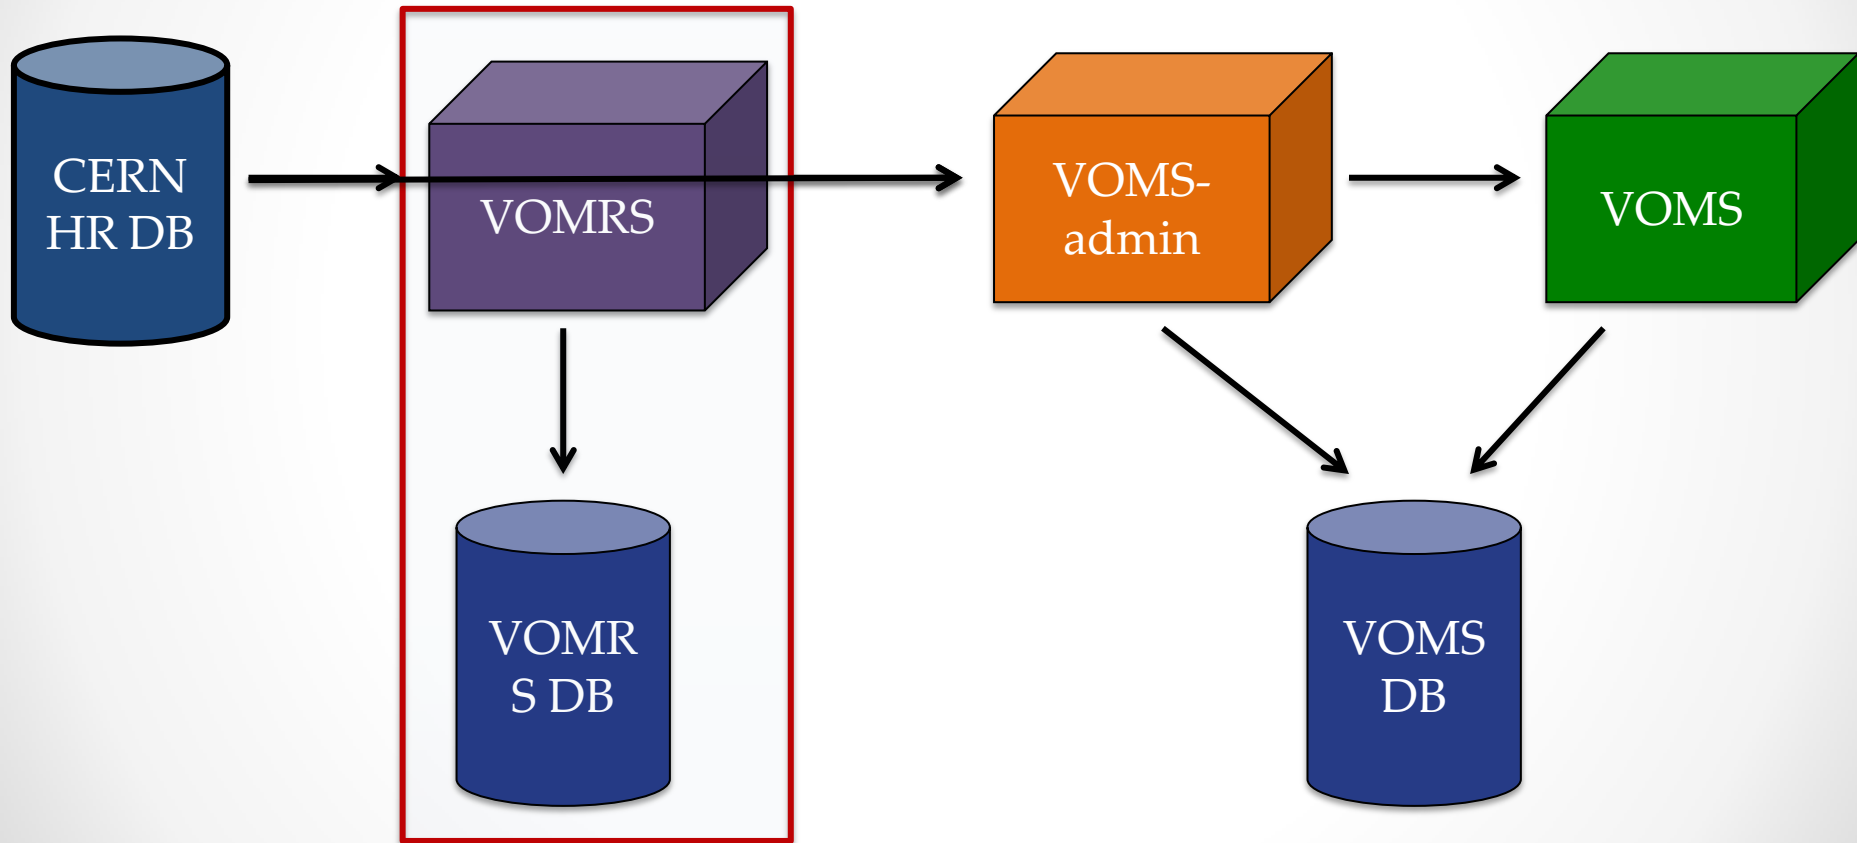 CERN
HR DB
VOMRS
VOMS-
admin
VOMS
VOMR
S DB
VOMS
DB